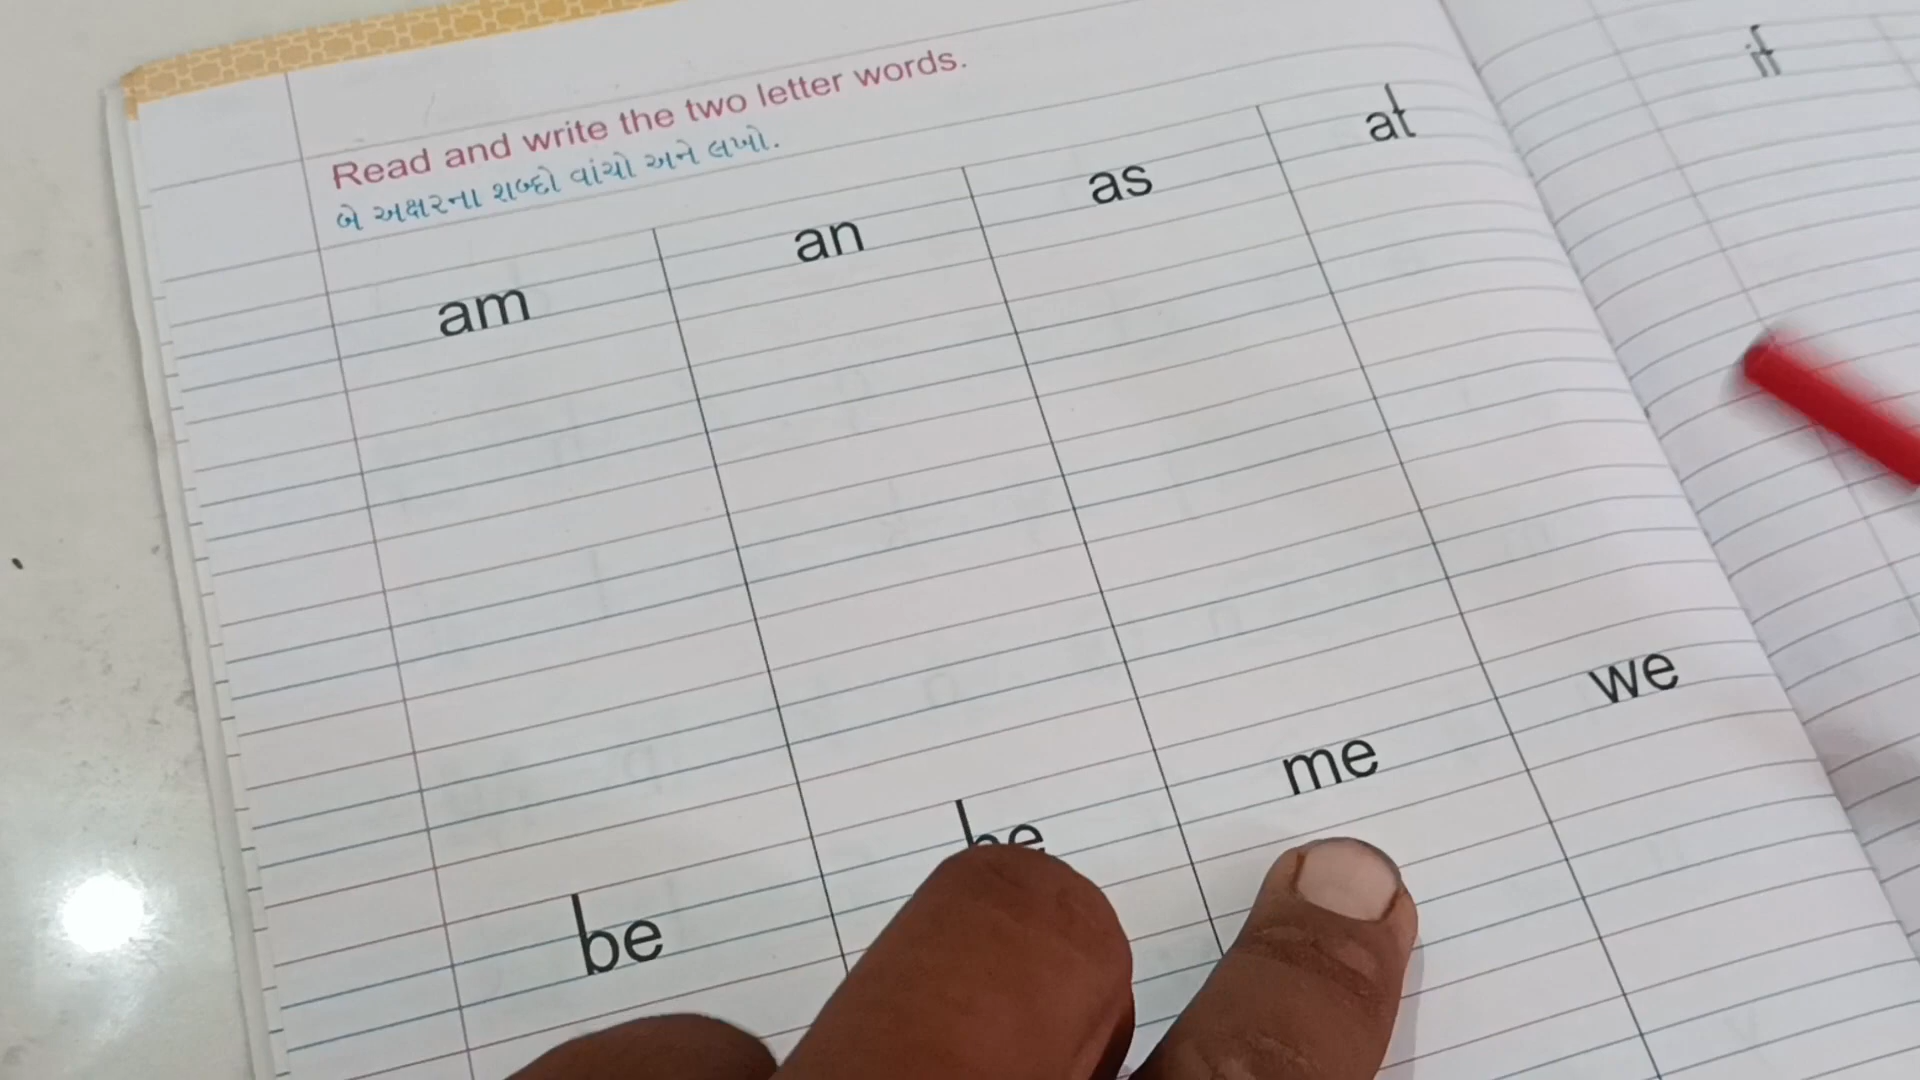 Read and write the two letter words.
બે અક્ષરના શબ્દો વાંચો અને લખો.
am an as at
be he me we
if